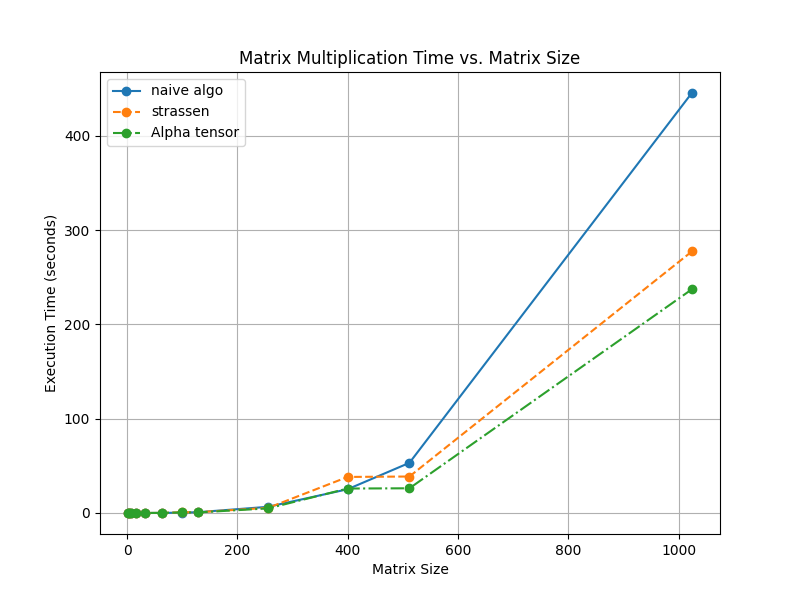 Matrix Multiplication Time vs. Matrix Size
naive algo
strassen
Alpha tensor
Execution Time (seconds)
400
300
200
100
0
0 200 400 600 800 1000
Matrix Size